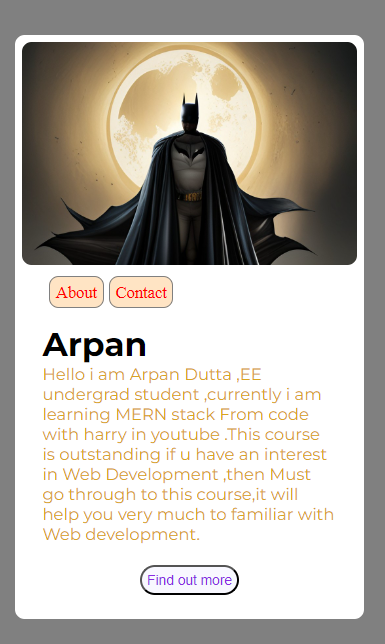 About Contact
Arpan
Hello i am Arpan Dutta ,EE
undergrad student ,currently i am
learning MERN stack From code
with harry in youtube .This course
is outstanding if u have an interest
in Web Development ,then Must
go through to this course,it will
help you very much to familiar with
Web development.
Find out more